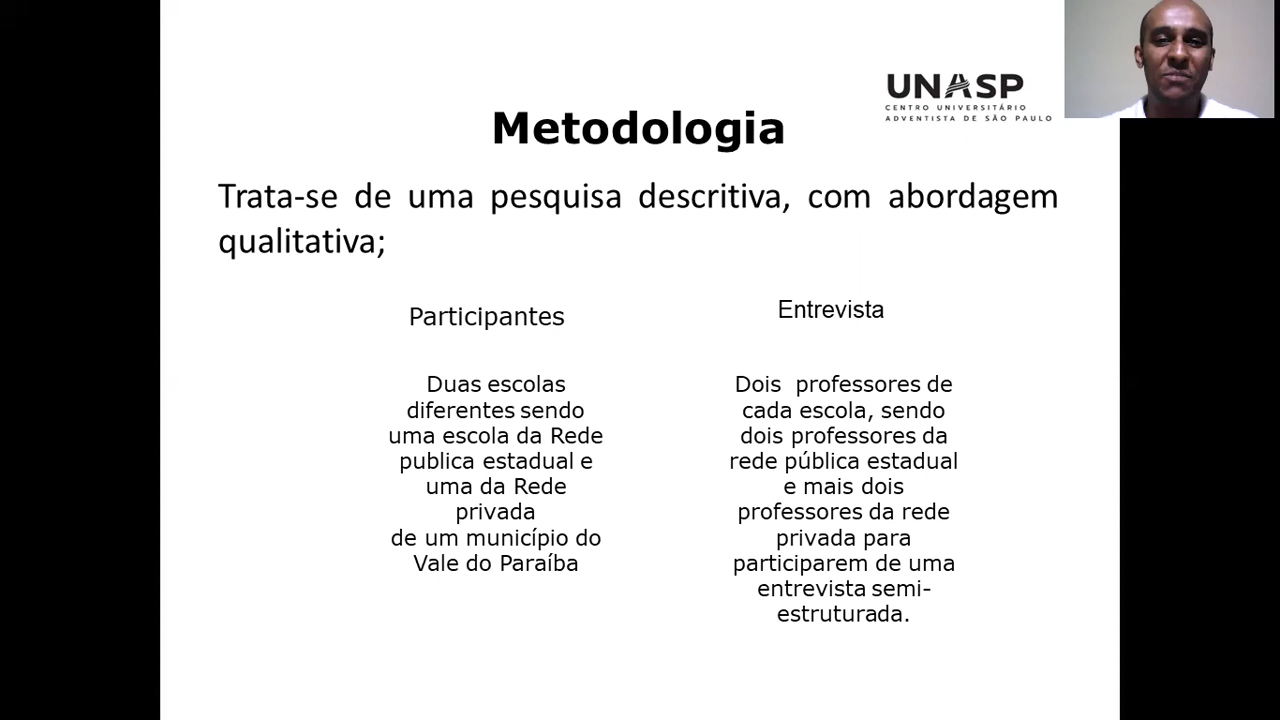 UNASP
CENTRO UNIVERSITÁRIO
ADVENTISTA DE SÃO PAULO
Metodologia
Trata-se de uma pesquisa descritiva, com abordagem
qualitativa;
Participantes
Duas escolas
diferentes sendo
uma escola da Rede
publica estadual e
uma da Rede
privada
de um município do
Vale do Paraíba
Entrevista
Dois professores de
cada escola, sendo
dois professores da
rede pública estadual
e mais dois
professores da rede
privada para
participarem de uma
entrevista semi-
estruturada.